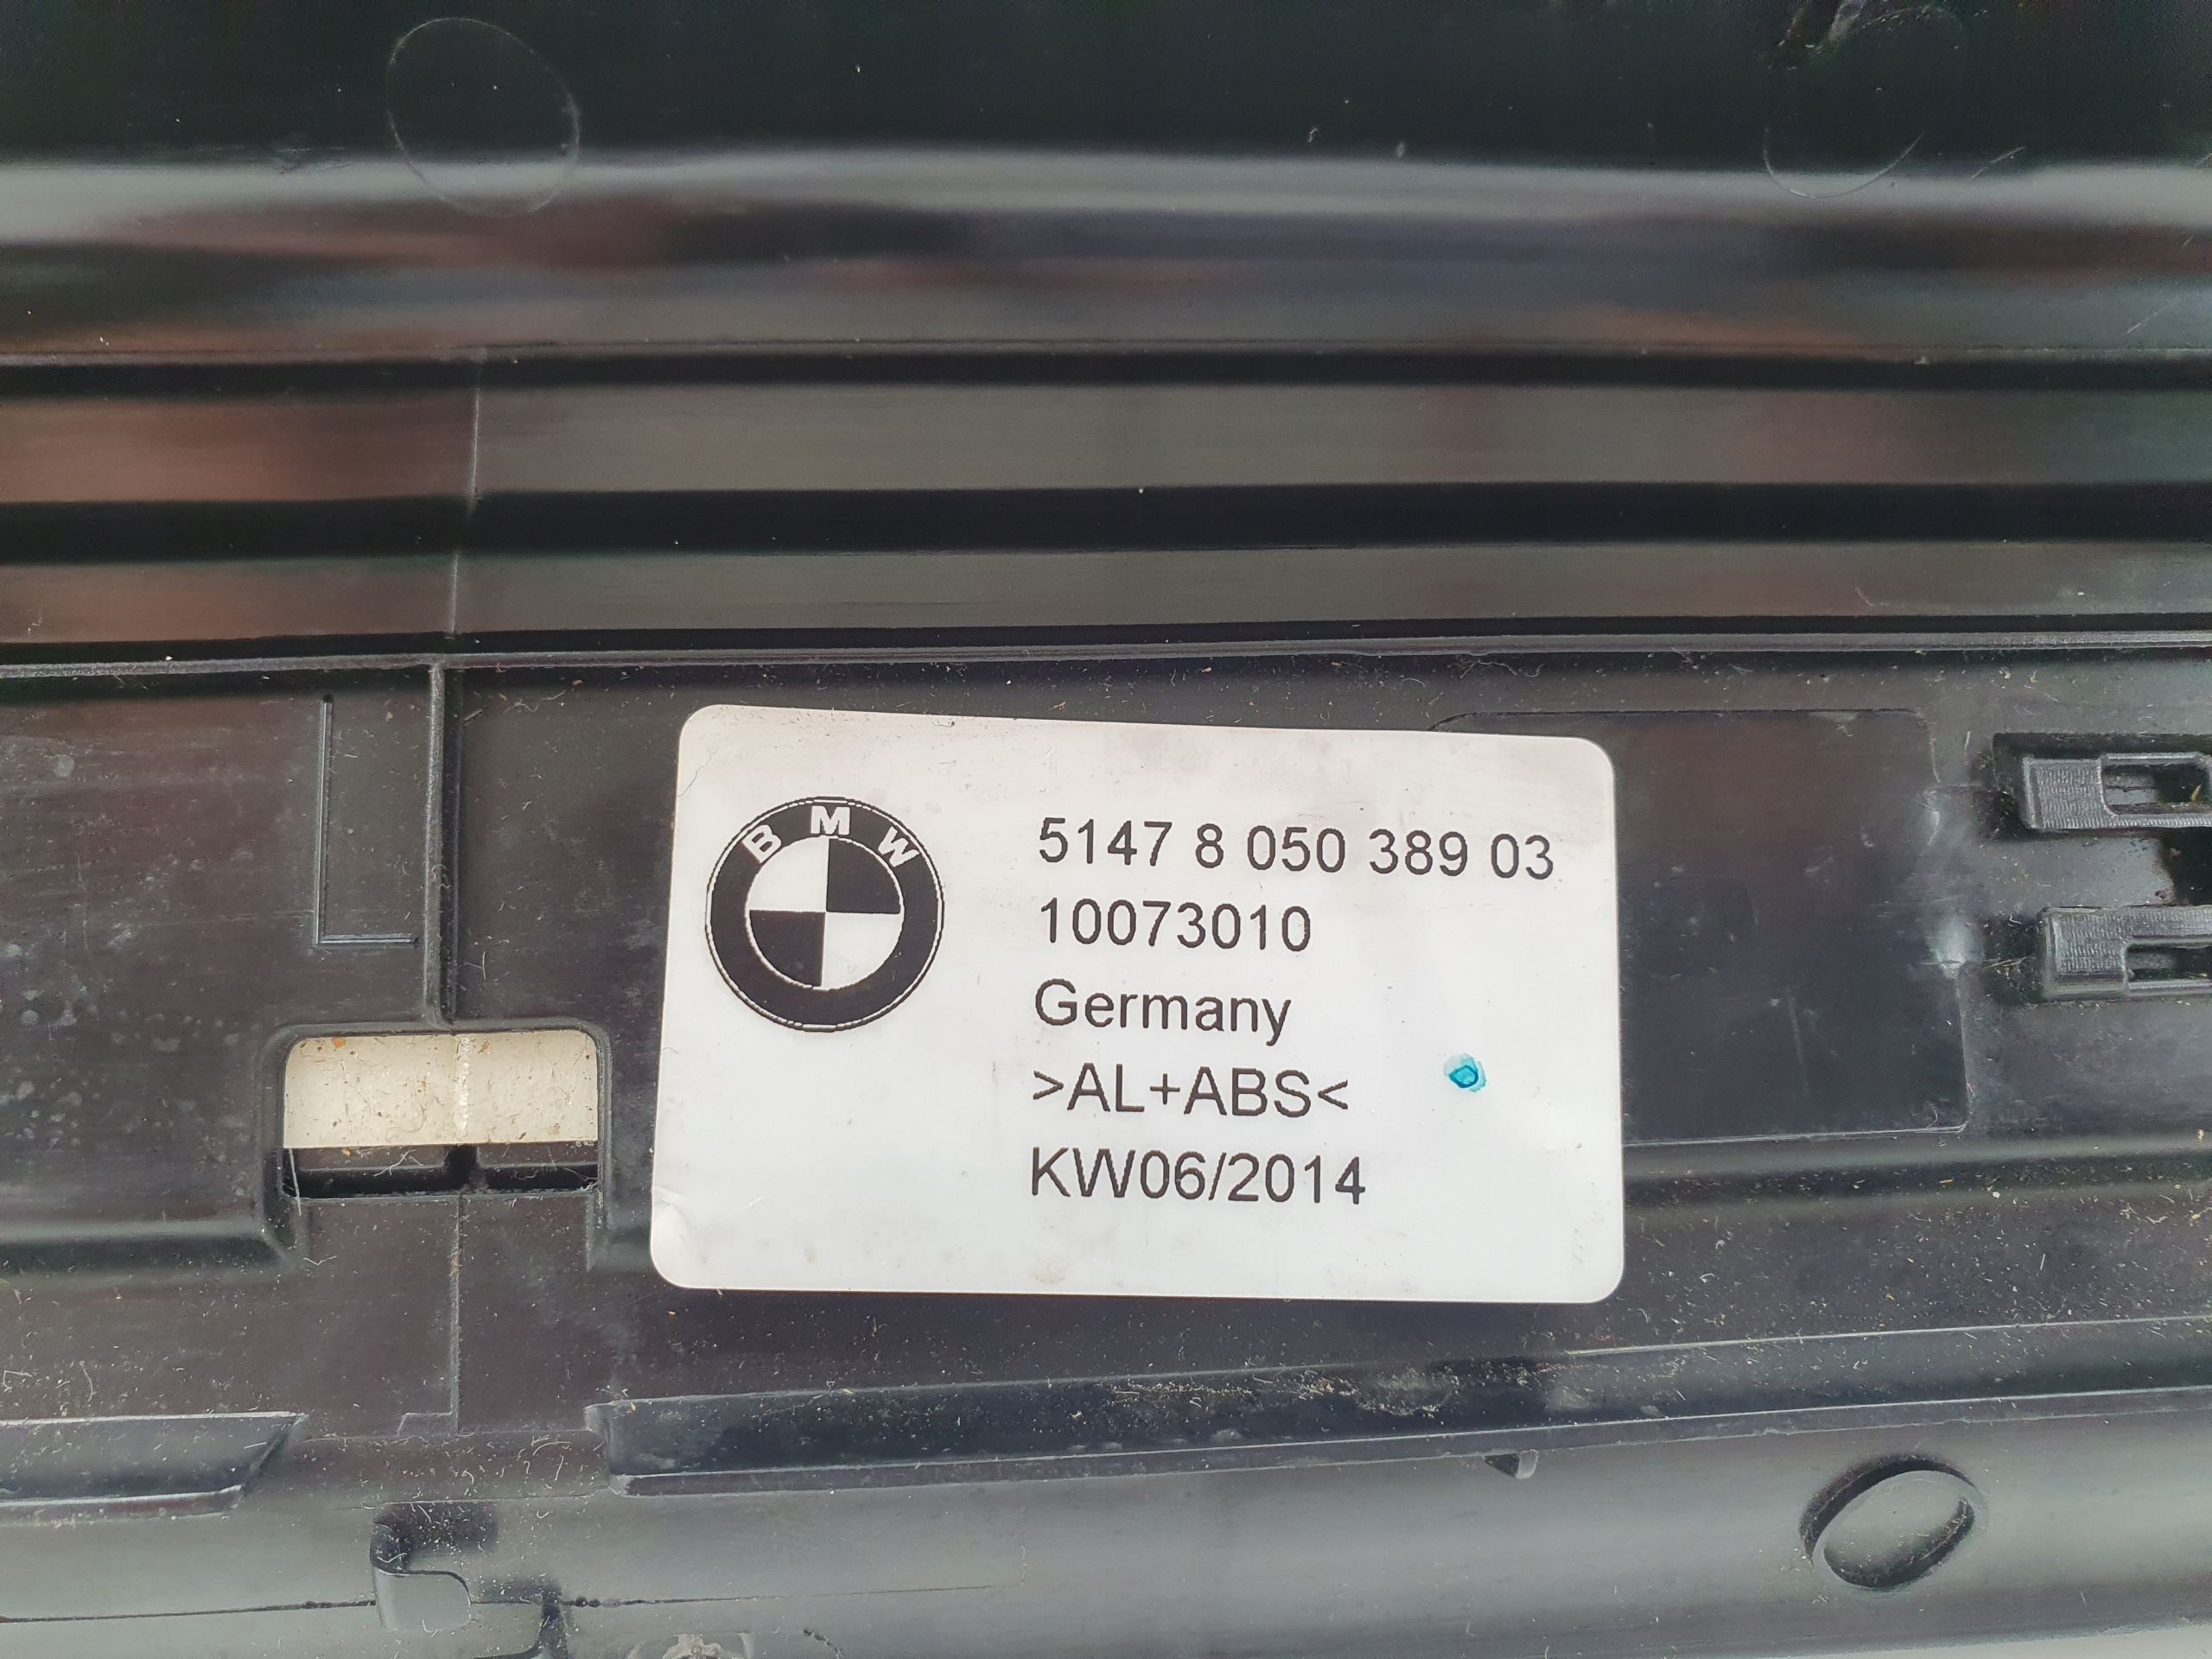 BMW
5147 8 050 389 03
10073010
Germany
>AL+ABS<
KW06/2014